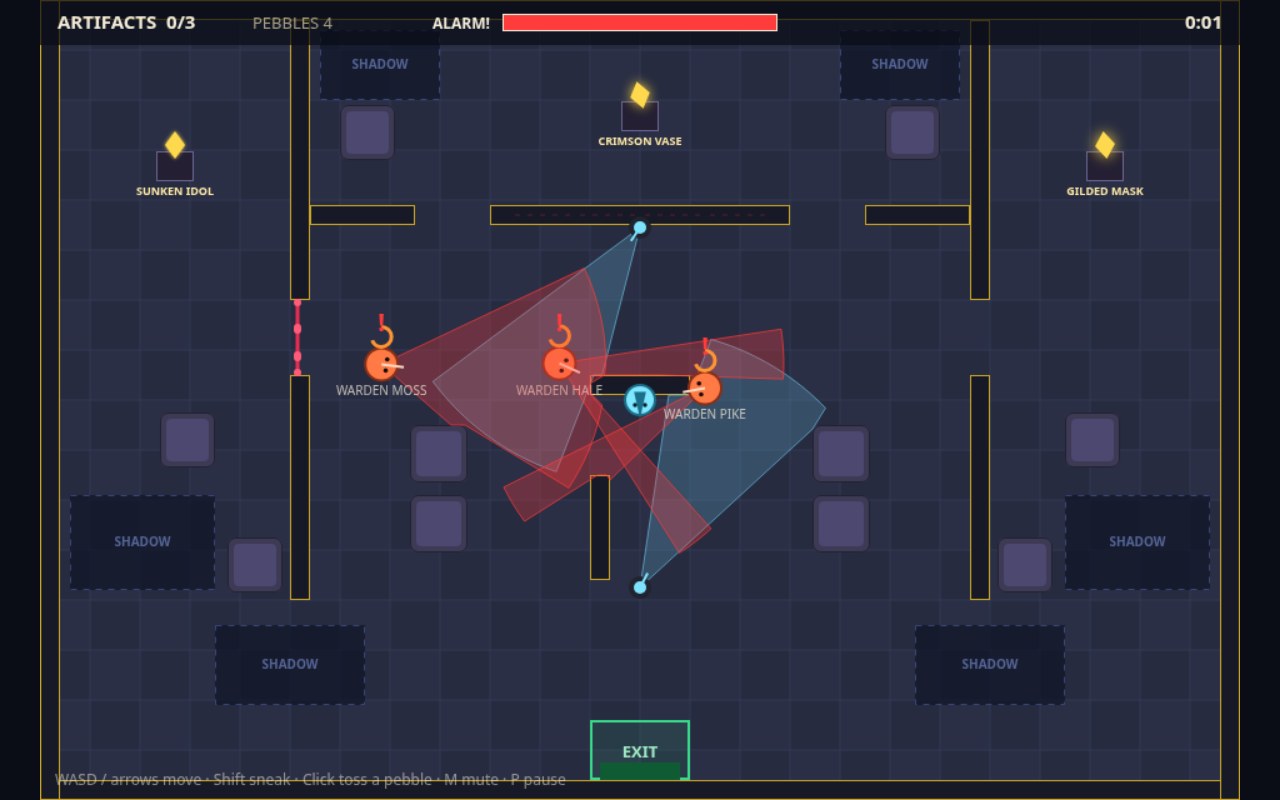 ARTIFACTS 0/3 PEBBLES 4 ALARM! 0:01
SHADOW SHADOW
CRIMSON VASE
SUNKEN IDOL GILDED MASK
! ! !
WARDEN MOSS WARDEN HALE WARDEN PIKE
SHADOW SHADOW
SHADOW SHADOW
EXIT
WASD / arrows move · Shift sneak · Click toss a pebble · M mute · P pause